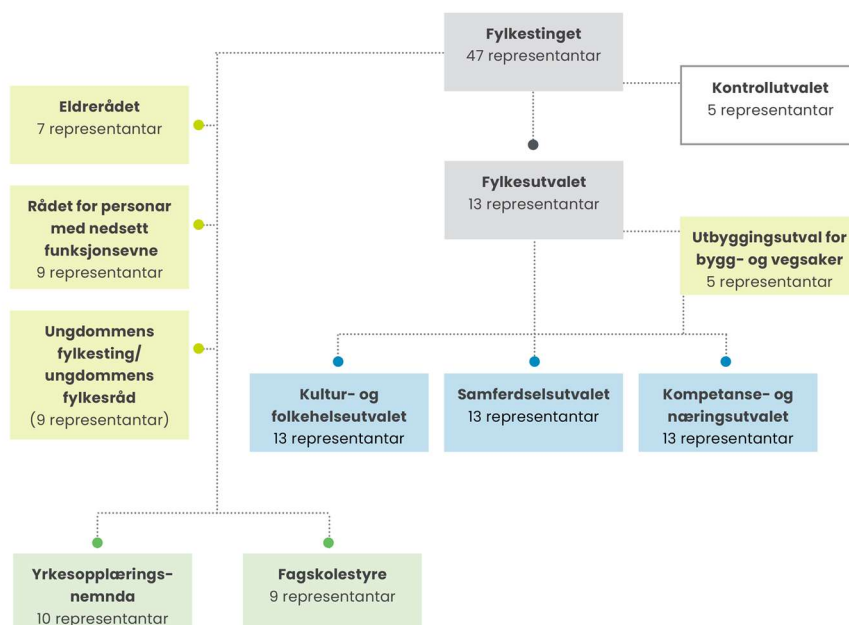 Fylkestinget
47 representantar
Kontrollutvalet
5 representantar
Eldrerådet
7 representantar
Fylkesutvalet
13 representantar
Rådet for personar
med nedsett
funksjonsevne
9 representantar
Utbyggingsutval for
bygg- og vegsaker
5 representantar
Ungdommens
fylkesting/
ungdommens
fylkesråd
(9 representantar)
Kultur- og
folkehelseutvalet
13 representantar
Samferdselsutvalet
13 representantar
Kompetanse- og
næringsutvalet
13 representantar
Yrkesopplærings-
nemnda
10 representantar
Fagskolestyre
9 representantar